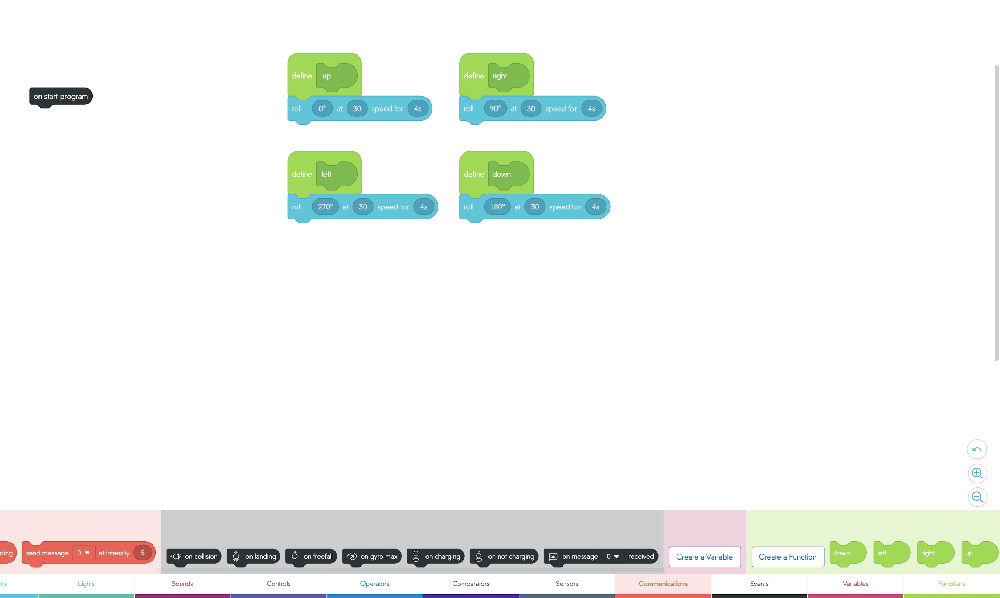 on start program
define up
roll 0° at 30 speed for 4s
define right
roll 90° at 30 speed for 4s
define left
roll 270° at 30 speed for 4s
define down
roll 180° at 30 speed for 4s
ding
send message 0 at intensity 5
on collision
on landing
on freefall
on gyro max
on charging
on not charging
on message 0 received
Create a Variable
Create a Function
down
left
right
up
nts
Lights
Sounds
Controls
Operators
Comparators
Sensors
Communications
Events
Variables
Functions